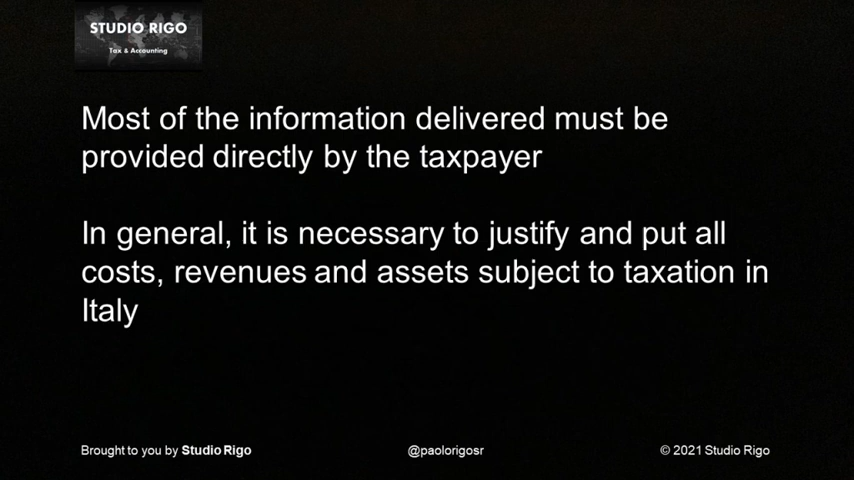 STUDIO RIGO
Tax & Accounting
Most of the information delivered must be
provided directly by the taxpayer
In general, it is necessary to justify and put all
costs, revenues and assets subject to taxation in
Italy
Brought to you by Studio Rigo
@paolorigosr
© 2021 Studio Rigo